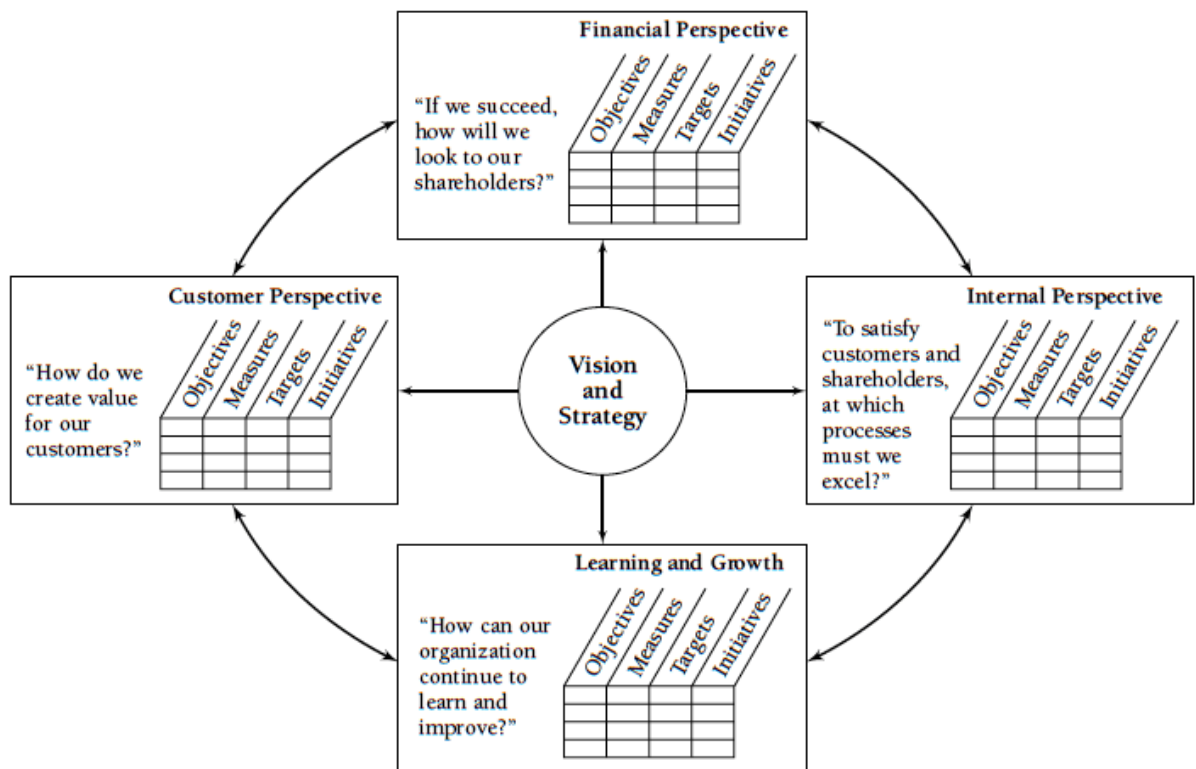 Financial Perspective
“If we succeed,
how will we
look to our
shareholders?”
Objectives
Measures
Targets
Initiatives
Customer Perspective
“How do we
create value
for our
customers?”
Objectives
Measures
Targets
Initiatives
Vision
and
Strategy
Internal Perspective
“To satisfy
customers and
shareholders,
at which
processes
must we
excel?”
Objectives
Measures
Targets
Initiatives
Learning and Growth
“How can our
organization
continue to
learn and
improve?”
Objectives
Measures
Targets
Initiatives